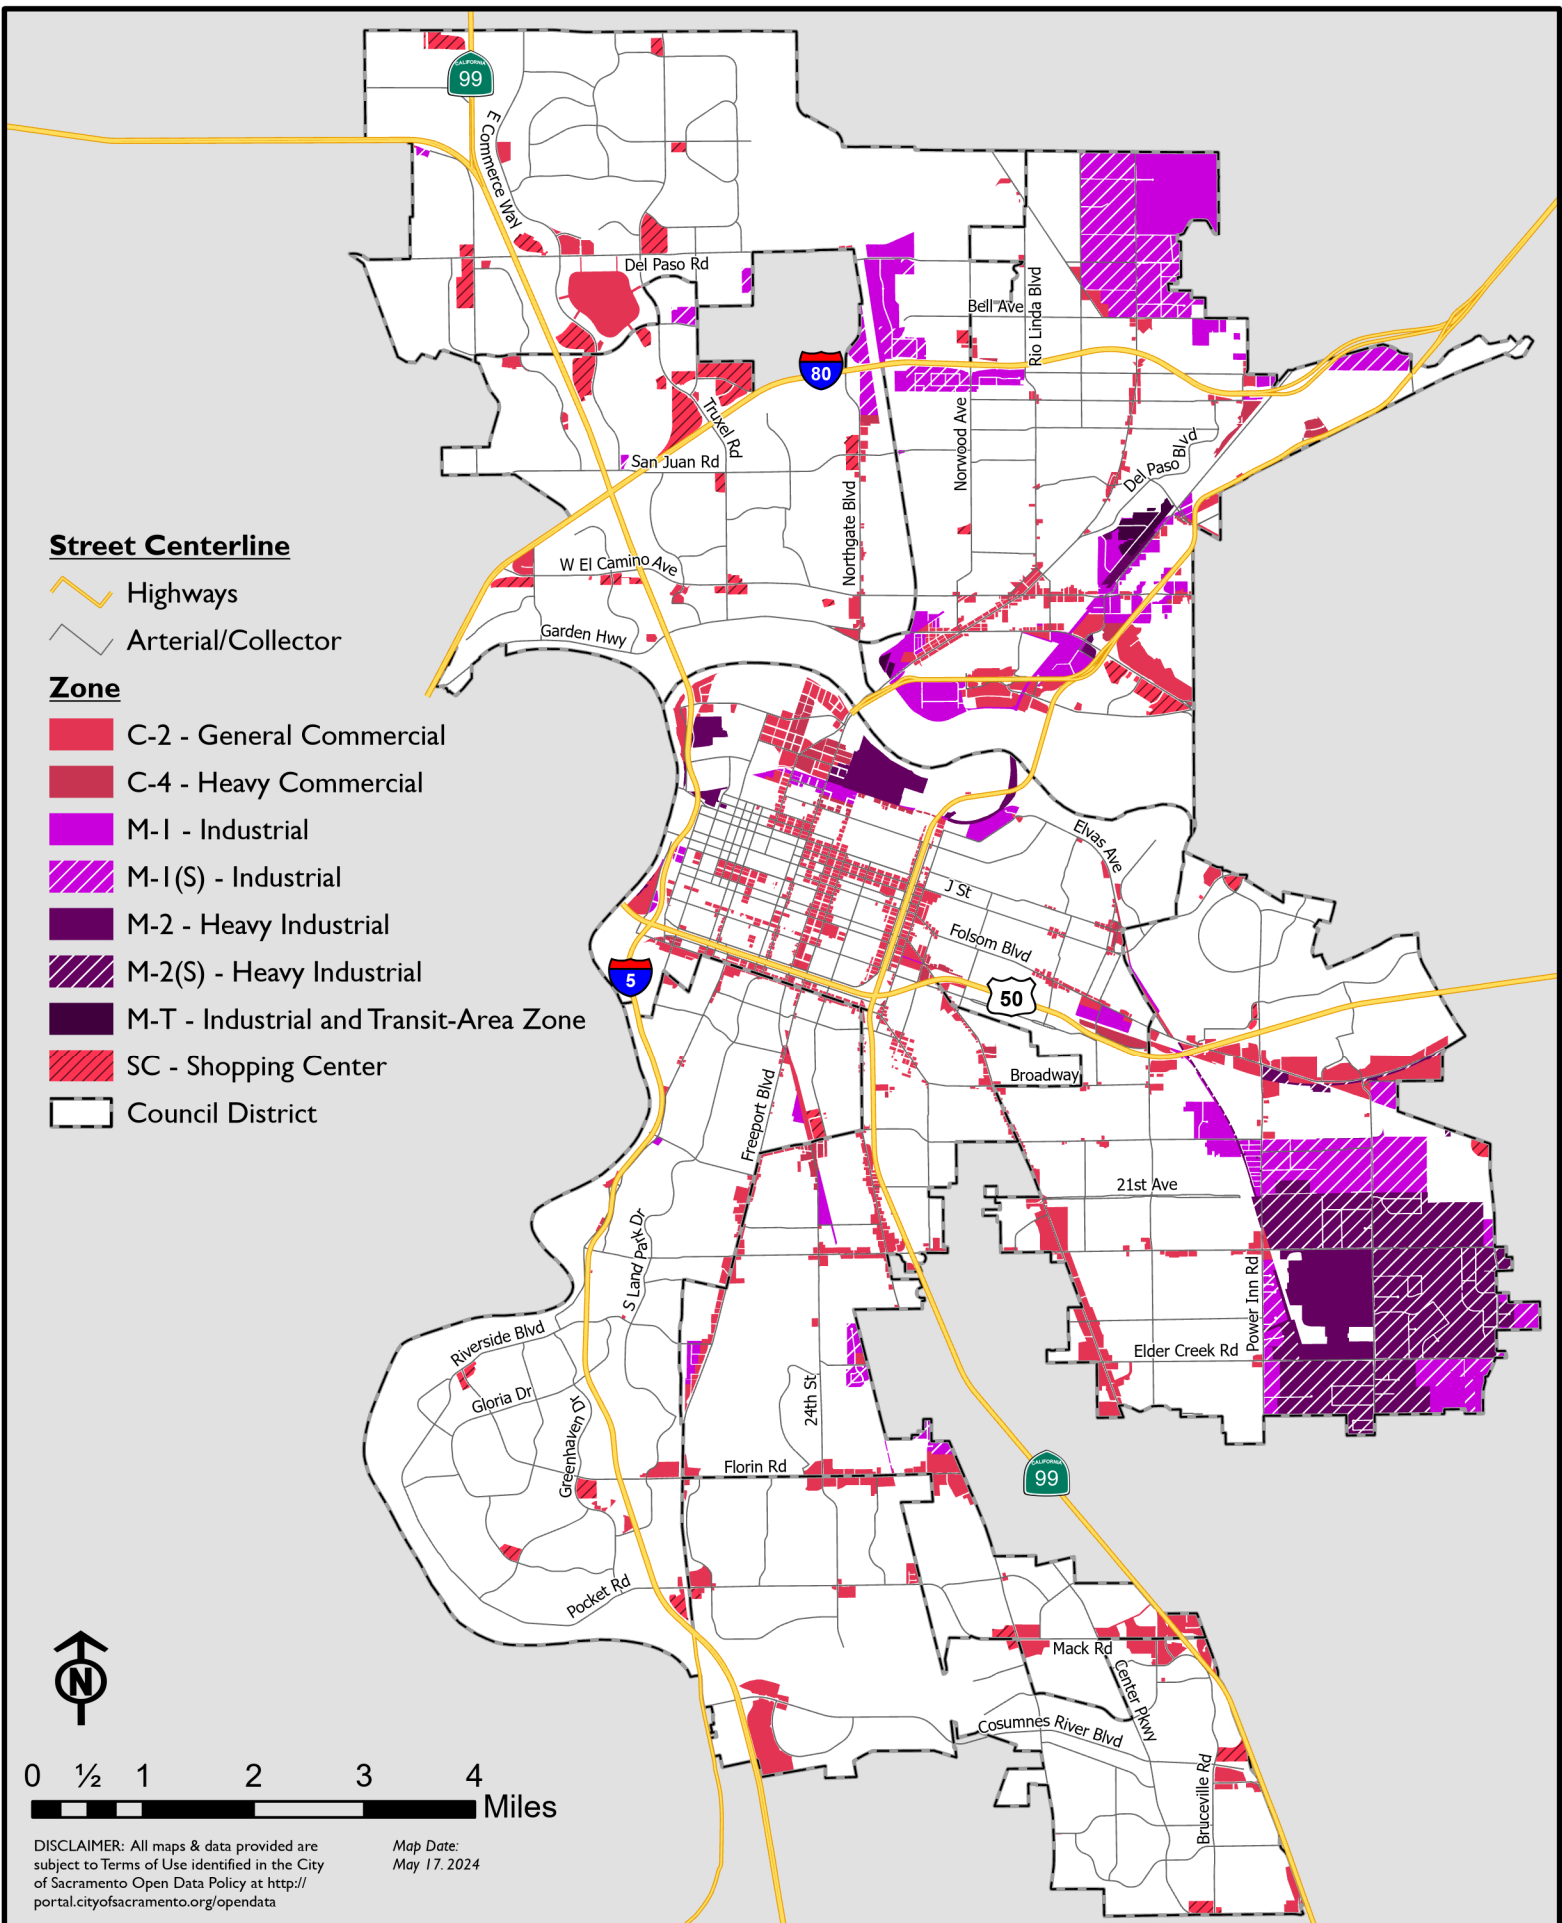 CALIFORNIA
99
E Commerce Way
Del Paso Rd
Bell Ave
Rio Linda Blvd
80
Truxel Rd
Norwood Ave
Del Paso Blvd
San Juan Rd
Northgate Blvd
W El Camino Ave
Garden Hwy
Street Centerline
Highways
Arterial/Collector
Zone
C-2 - General Commercial
C-4 - Heavy Commercial
M-1 - Industrial
M-1(S) - Industrial
M-2 - Heavy Industrial
M-2(S) - Heavy Industrial
M-T - Industrial and Transit-Area Zone
SC - Shopping Center
Council District
Elvas Ave
J St
Folsom Blvd
5
50
Broadway
Freeport Blvd
21st Ave
S Land Park Dr
Power Inn Rd
Riverside Blvd
Elder Creek Rd
Gloria Dr
24th St
Greenhaven Dr
Florin Rd
CALIFORNIA
99
Pocket Rd
Mack Rd
Center Pkwy
Cosumnes River Blvd
Bruceville Rd
N
0 ½ 1 2 3 4
Miles
DISCLAIMER: All maps & data provided are
subject to Terms of Use identified in the City
of Sacramento Open Data Policy at http://
portal.cityofsacramento.org/opendata
Map Date:
May 17. 2024